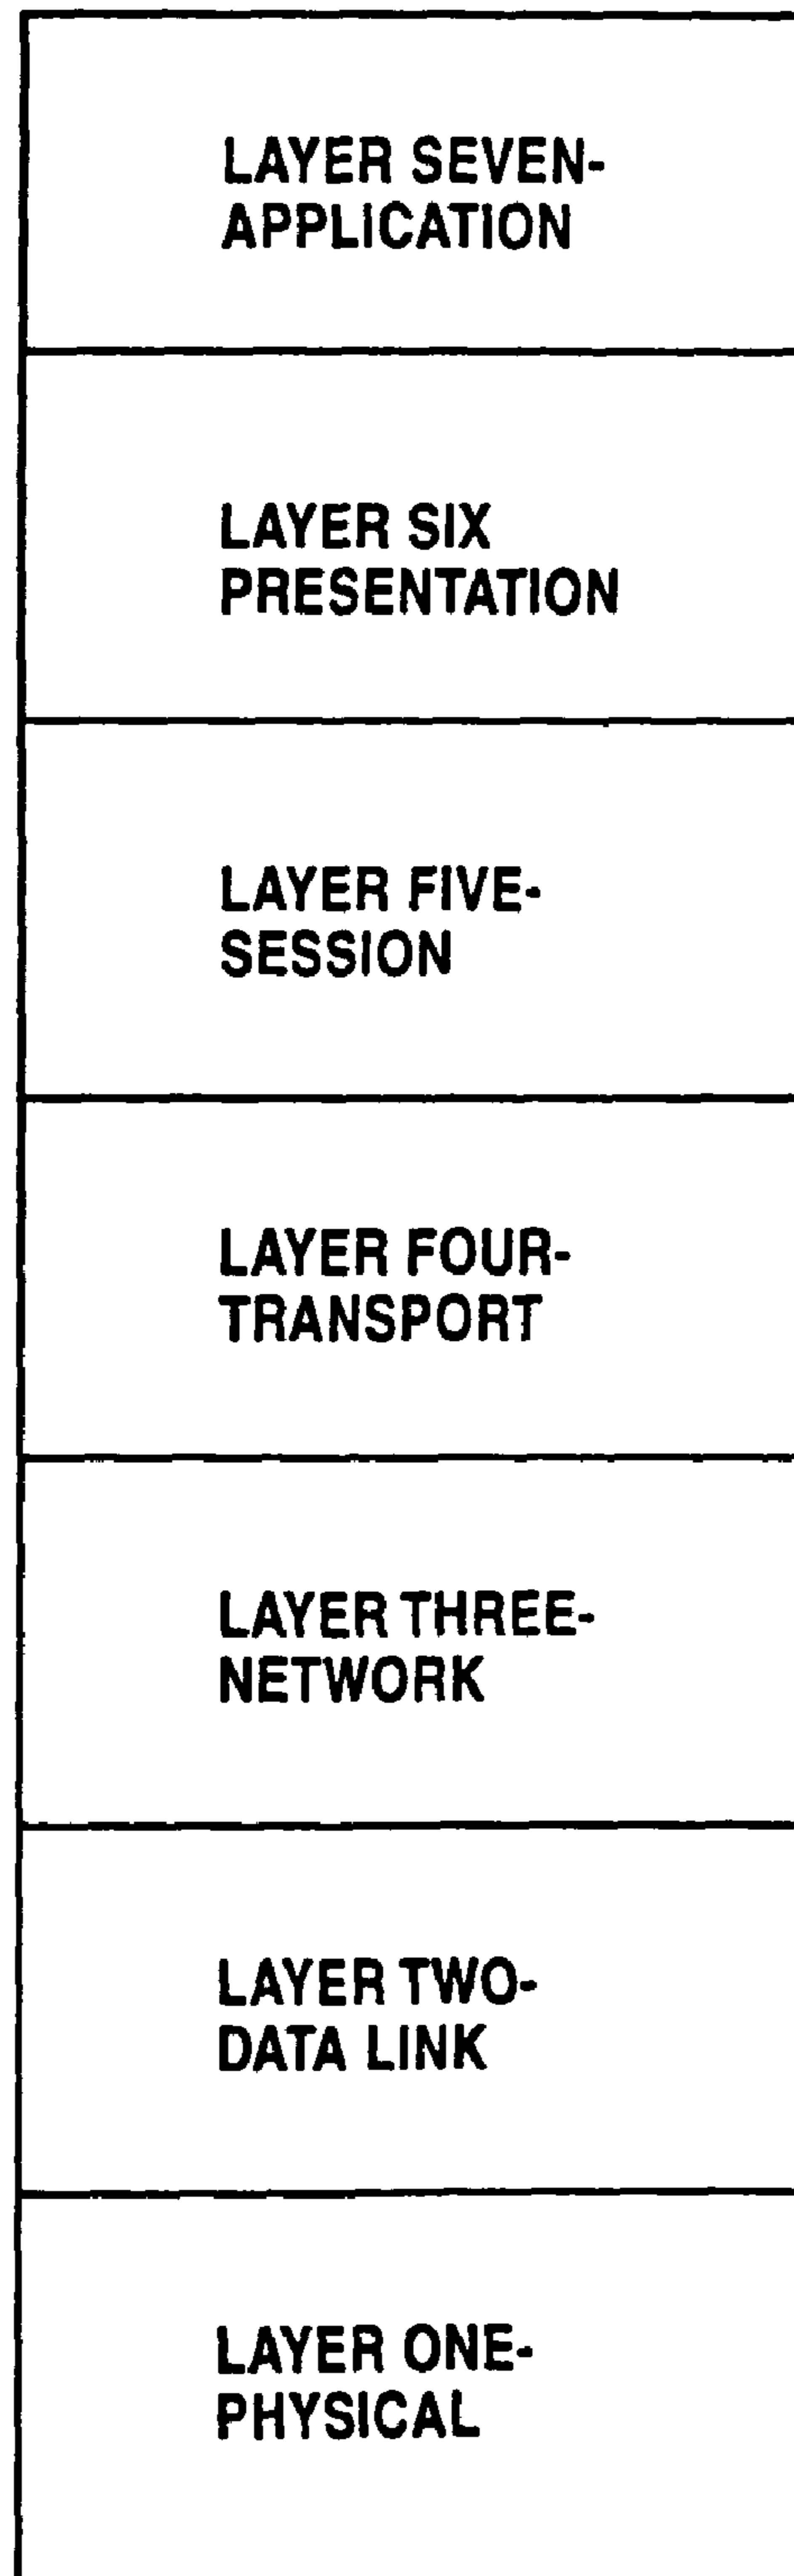 LAYER SEVEN-
APPLICATION
LAYER SIX
PRESENTATION
LAYER FIVE-
SESSION
LAYER FOUR-
TRANSPORT
LAYER THREE-
NETWORK
LAYER TWO-
DATA LINK
LAYER ONE-
PHYSICAL